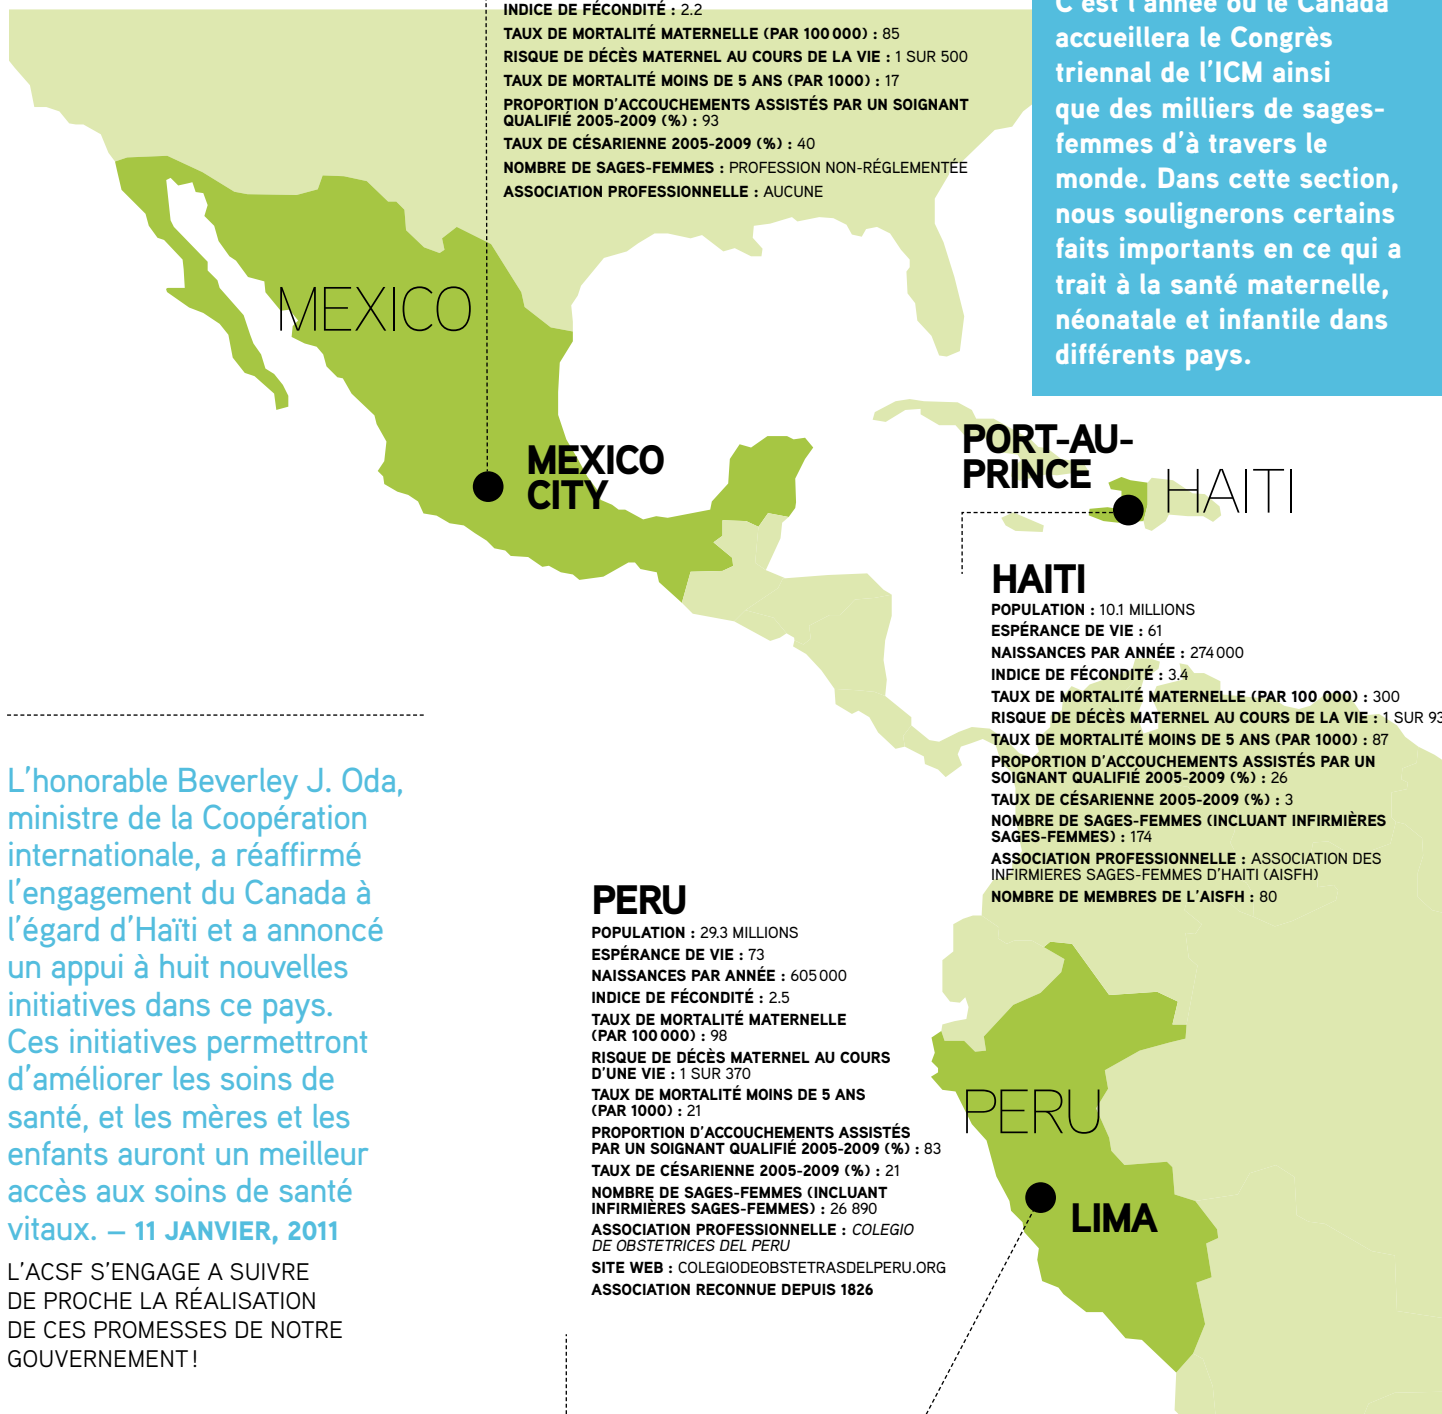 INDICE DE FÉCONDITÉ : 2.2
TAUX DE MORTALITÉ MATERNELLE (PAR 100 000) : 85
RISQUE DE DÉCÈS MATERNEL AU COURS DE LA VIE : 1 SUR 500
TAUX DE MORTALITÉ MOINS DE 5 ANS (PAR 1000) : 17
PROPORTION D'ACCOUCHEMENTS ASSISTÉS PAR UN SOIGNANT
QUALIFIÉ 2005-2009 (%) : 93
TAUX DE CÉSARIENNE 2005-2009 (%) : 40
NOMBRE DE SAGES-FEMMES : PROFESSION NON-RÉGLEMENTÉE
ASSOCIATION PROFESSIONNELLE : AUCUNE
C'est l'année où le Canada
accueillera le Congrès
triennal de l'ICM ainsi
que des milliers de sages-
femmes d'à travers le
monde. Dans cette section,
nous soulignerons certains
faits importants en ce qui a
trait à la santé maternelle,
néonatale et infantile dans
différents pays.
MEXICO
MEXICO
CITY
PORT-AU-
PRINCE
HAITI
HAITI
POPULATION : 10.1 MILLIONS
ESPÉRANCE DE VIE : 61
NAISSANCES PAR ANNÉE : 274 000
INDICE DE FÉCONDITÉ : 3.4
TAUX DE MORTALITÉ MATERNELLE (PAR 100 000) : 300
RISQUE DE DÉCÈS MATERNEL AU COURS DE LA VIE : 1 SUR 93
TAUX DE MORTALITÉ MOINS DE 5 ANS (PAR 1000) : 87
PROPORTION D'ACCOUCHEMENTS ASSISTÉS PAR UN
SOIGNANT QUALIFIÉ 2005-2009 (%) : 26
TAUX DE CÉSARIENNE 2005-2009 (%) : 3
NOMBRE DE SAGES-FEMMES (INCLUANT INFIRMIÈRES
SAGES-FEMMES) : 174
ASSOCIATION PROFESSIONNELLE : ASSOCIATION DES
INFIRMIERES SAGES-FEMMES D'HAITI (AISFH)
NOMBRE DE MEMBRES DE L'AISFH : 80
L'honorable Beverley J. Oda,
ministre de la Coopération
internationale, a réaffirmé
l'engagement du Canada à
l'égard d'Haïti et a annoncé
un appui à huit nouvelles
initiatives dans ce pays.
Ces initiatives permettront
d'améliorer les soins de
santé, et les mères et les
enfants auront un meilleur
accès aux soins de santé
vitaux. – 11 JANVIER, 2011
L'ACSF S'ENGAGE A SUIVRE
DE PROCHE LA RÉALISATION
DE CES PROMESSES DE NOTRE
GOUVERNEMENT !
PERU
POPULATION : 29.3 MILLIONS
ESPÉRANCE DE VIE : 73
NAISSANCES PAR ANNÉE : 605 000
INDICE DE FÉCONDITÉ : 2.5
TAUX DE MORTALITÉ MATERNELLE
(PAR 100 000) : 98
RISQUE DE DÉCÈS MATERNEL AU COURS
D'UNE VIE : 1 SUR 370
TAUX DE MORTALITÉ MOINS DE 5 ANS
(PAR 1000) : 21
PROPORTION D'ACCOUCHEMENTS ASSISTÉS
PAR UN SOIGNANT QUALIFIÉ 2005-2009 (%) : 83
TAUX DE CÉSARIENNE 2005-2009 (%) : 21
NOMBRE DE SAGES-FEMMES (INCLUANT
INFIRMIÈRES SAGES-FEMMES) : 26 890
ASSOCIATION PROFESSIONNELLE : COLEGIO
DE OBSTETRICES DEL PERU
SITE WEB : COLEGIODEOBSTETRASDELPERU.ORG
ASSOCIATION RECONNUE DEPUIS 1826
PERU
LIMA